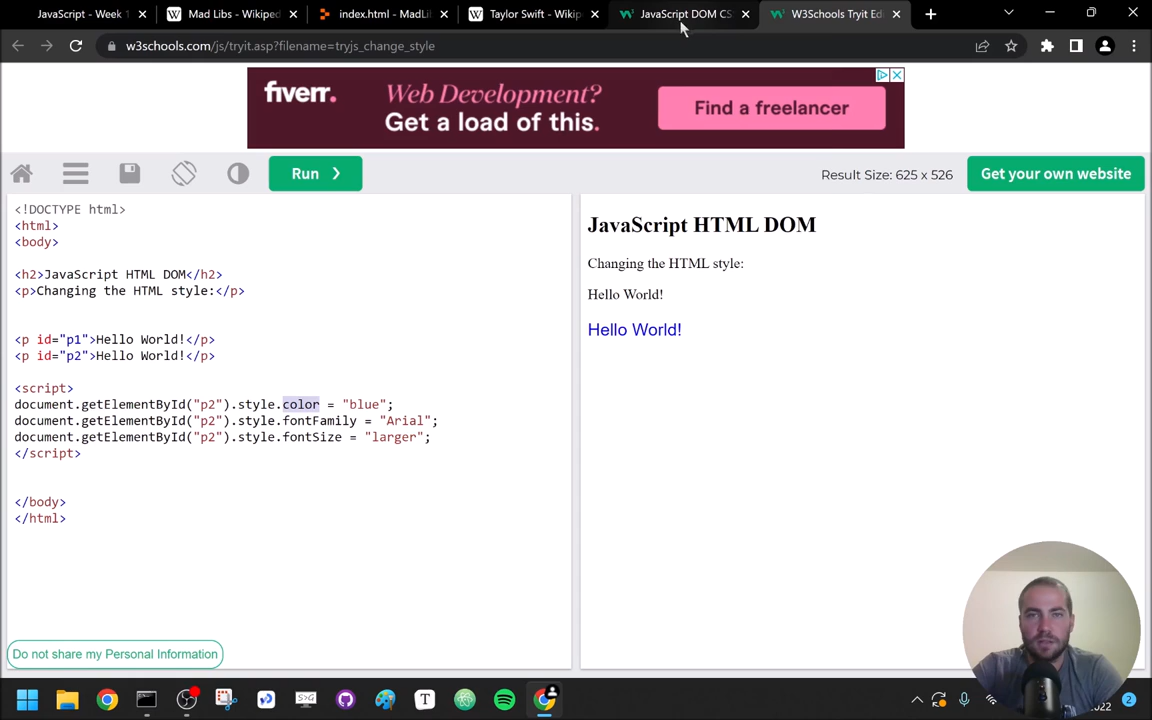 JavaScript - Week 1
Mad Libs - Wikiped
index.html - MadLi
Taylor Swift - Wikip
JavaScript DOM CS
W3Schools Tryit Edi
w3schools.com/js/tryit.asp?filename=tryjs_change_style
fiverr.
Web Development?
Get a load of this.
Find a freelancer
Run
Result Size: 625 x 526
Get your own website
<!DOCTYPE html>
<html>
<body>
<h2>JavaScript HTML DOM</h2>
<p>Changing the HTML style:</p>
<p id="p1">Hello World!</p>
<p id="p2">Hello World!</p>
<script>
document.getElementById("p2").style.color = "blue";
document.getElementById("p2").style.fontFamily = "Arial";
document.getElementById("p2").style.fontSize = "larger";
</script>
</body>
</html>
JavaScript HTML DOM
Changing the HTML style:
Hello World!
Hello World!
Do not share my Personal Information
S>G
T
2022
2